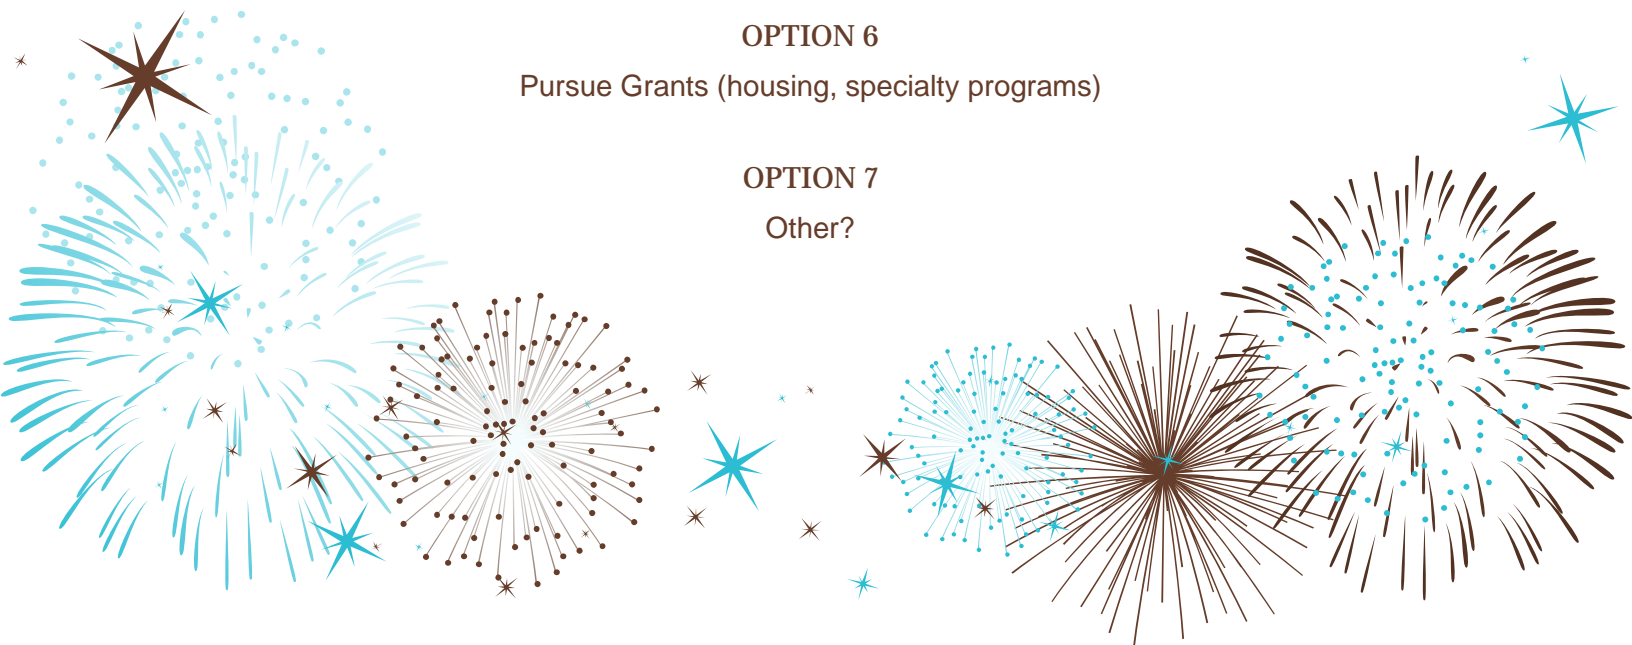 OPTION 6
Pursue Grants (housing, specialty programs)
OPTION 7
Other?